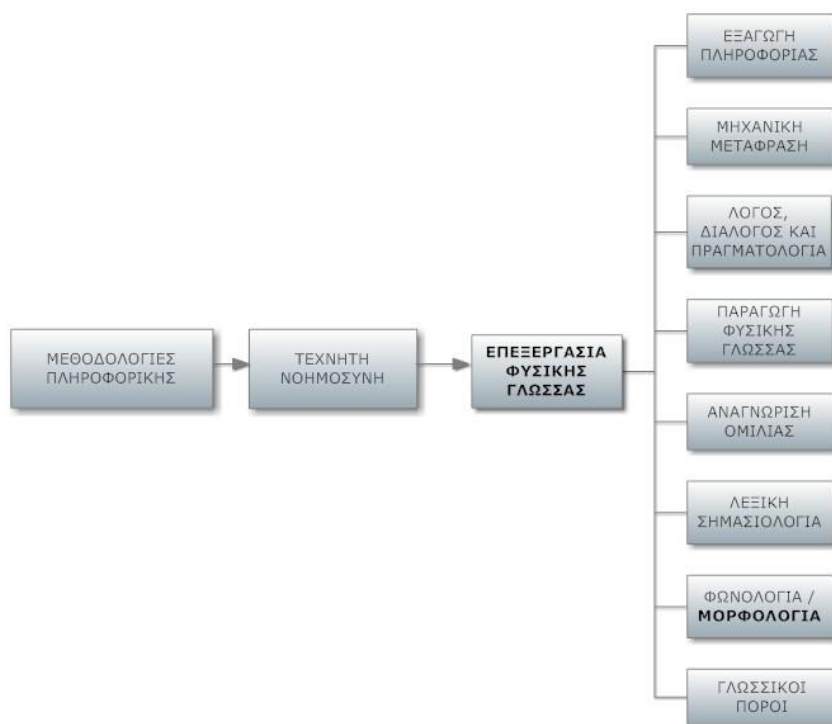 ΜΕΘΟΔΟΛΟΓΙΕΣ
ΠΛΗΡΟΦΟΡΙΚΗΣ
ΤΕΧΝΗΤΗ
ΝΟΗΜΟΣΥΝΗ
ΕΠΕΞΕΡΓΑΣΙΑ
ΦΥΣΙΚΗΣ
ΓΛΩΣΣΑΣ
ΕΞΑΓΩΓΗ
ΠΛΗΡΟΦΟΡΙΑΣ
ΜΗΧΑΝΙΚΗ
ΜΕΤΑΦΡΑΣΗ
ΛΟΓΟΣ,
ΔΙΑΛΟΓΟΣ ΚΑΙ
ΠΡΑΓΜΑΤΟΛΟΓΙΑ
ΠΑΡΑΓΩΓΗ
ΦΥΣΙΚΗΣ
ΓΛΩΣΣΑΣ
ΑΝΑΓΝΩΡΙΣΗ
ΟΜΙΛΙΑΣ
ΛΕΞΙΚΗ
ΣΗΜΑΣΙΟΛΟΓΙΑ
ΦΩΝΟΛΟΓΙΑ /
ΜΟΡΦΟΛΟΓΙΑ
ΓΛΩΣΣΙΚΟΙ
ΠΟΡΟΙ